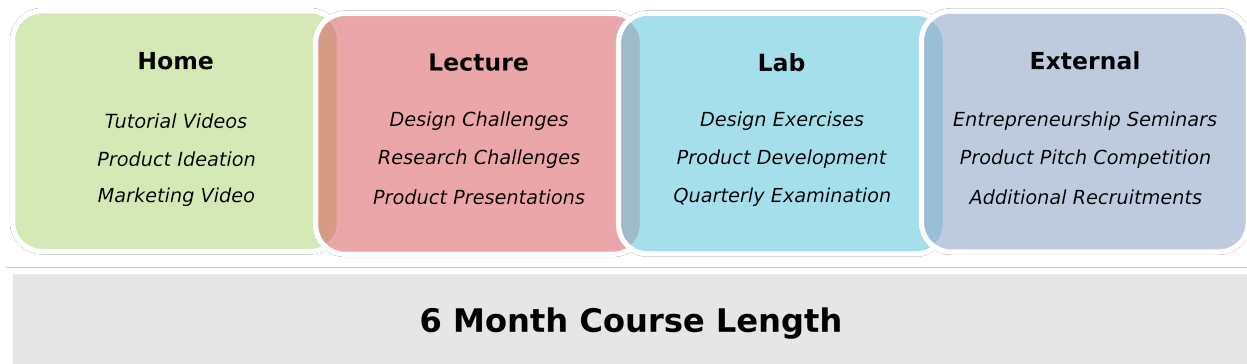 Home
Tutorial Videos
Product Ideation
Marketing Video
Lecture
Design Challenges
Research Challenges
Product Presentations
Lab
Design Exercises
Product Development
Quarterly Examination
External
Entrepreneurship Seminars
Product Pitch Competition
Additional Recruitments
6 Month Course Length